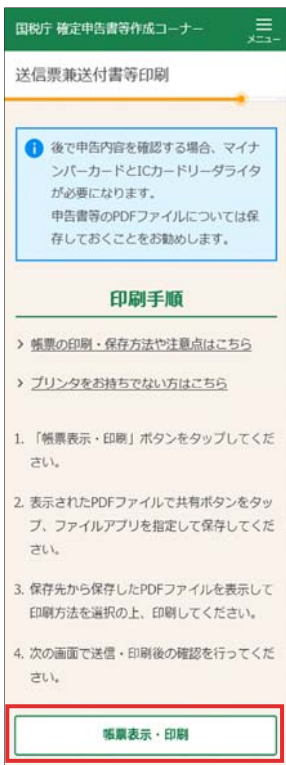 国税庁 確定申告書等作成コーナー
メニュー
送信票兼送付書等印刷
後で申告内容を確認する場合、マイナ
ンバーカードとICカードリーダライタ
が必要になります。
申告書等のPDFファイルについては保
存しておくことをお勧めします。
印刷手順
帳票の印刷・保存方法や注意点はこちら
プリンタをお持ちでない方はこちら
1. 「帳票表示・印刷」ボタンをタップしてくだ
さい。
2. 表示されたPDFファイルで共有ボタンをタッ
プ、ファイルアプリを指定して保存してくだ
さい。
3. 保存先から保存したPDFファイルを表示して
印刷方法を選択の上、印刷してください。
4. 次の画面で送信・印刷後の確認を行ってくだ
さい。
帳票表示・印刷